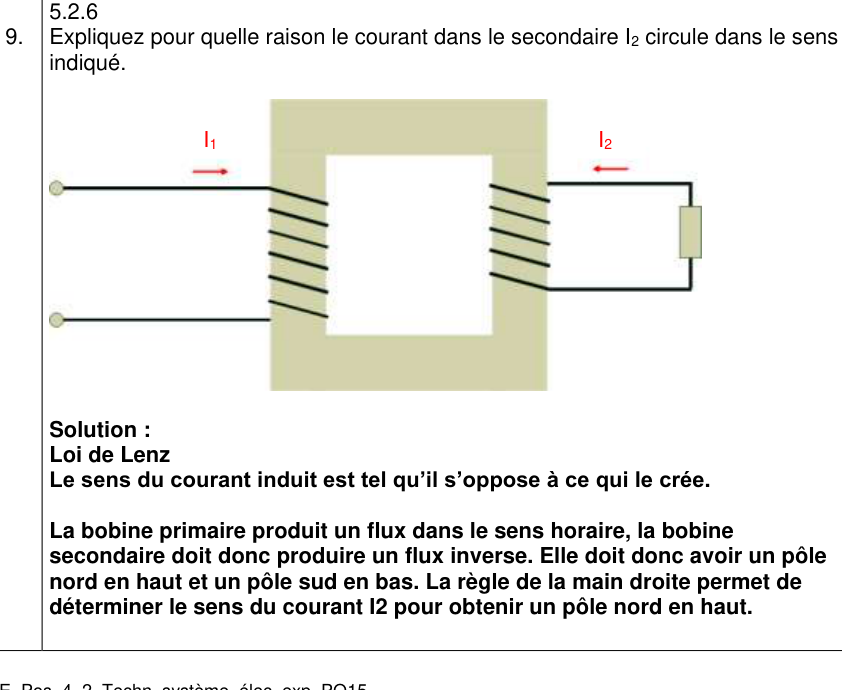 5.2.6
9. Expliquez pour quelle raison le courant dans le secondaire I₂ circule dans le sens
indiqué.
I₁
I₂
Solution :
Loi de Lenz
Le sens du courant induit est tel qu’il s’oppose à ce qui le crée.
La bobine primaire produit un flux dans le sens horaire, la bobine
secondaire doit donc produire un flux inverse. Elle doit donc avoir un pôle
nord en haut et un pôle sud en bas. La règle de la main droite permet de
déterminer le sens du courant I2 pour obtenir un pôle nord en haut.